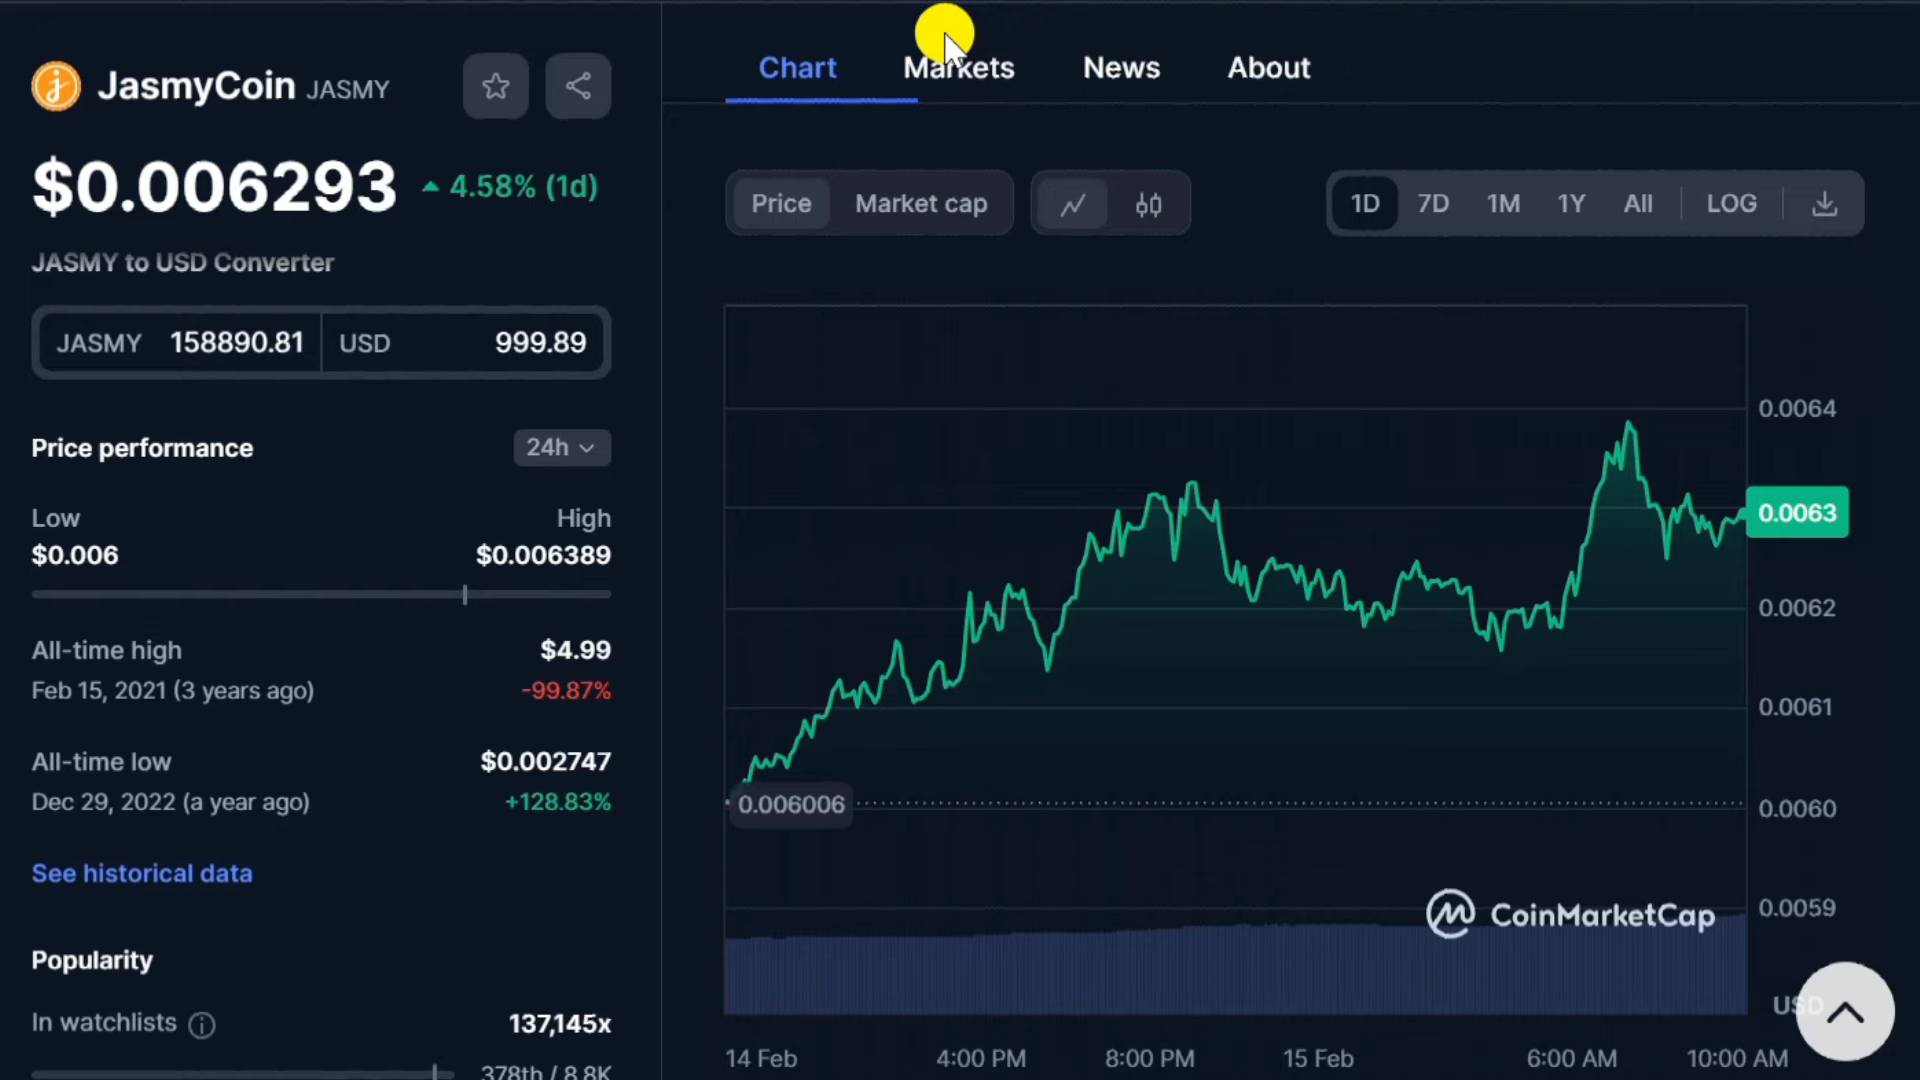 JasmyCoin JASMY
$0.006293 4.58% (1d)
JASMY to USD Converter
JASMY 158890.81 USD 999.89
Price performance 24h
Low High
$0.006 $0.006389
All-time high $4.99
Feb 15, 2021 (3 years ago) -99.87%
All-time low $0.002747
Dec 29, 2022 (a year ago) +128.83%
See historical data
Popularity
In watchlists 137,145x
378th / 8.8K
Chart Markets News About
Price Market cap 1D 7D 1M 1Y All LOG
0.0064
0.0063
0.0062
0.0061
0.006006 0.0060
CoinMarketCap 0.0059
USD
14 Feb 4:00 PM 8:00 PM 15 Feb 6:00 AM 10:00 AM